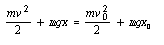 mv²/2 + mgx = mv₀²/2 + mgx₀